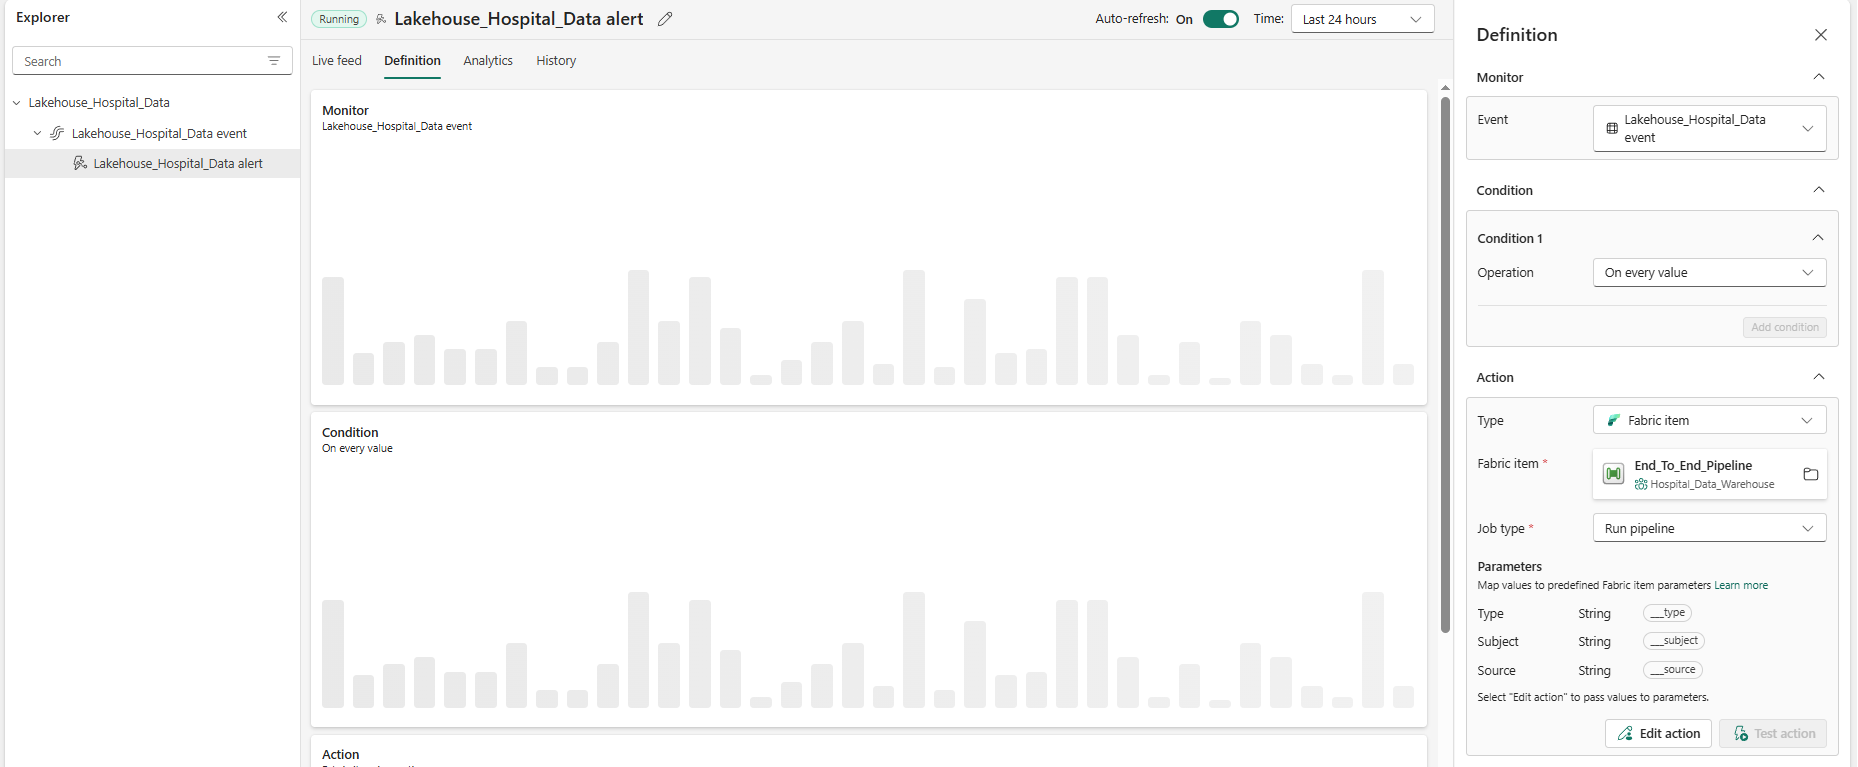 Explorer
Search
Lakehouse_Hospital_Data
Lakehouse_Hospital_Data event
Lakehouse_Hospital_Data alert
Running Lakehouse_Hospital_Data alert
Auto-refresh: On Time: Last 24 hours
Live feed Definition Analytics History
Monitor
Lakehouse_Hospital_Data event
Condition
On every value
Action
Definition
Monitor
Event Lakehouse_Hospital_Data
event
Condition
Condition 1
Operation On every value
Add condition
Action
Type Fabric item
Fabric item * End_To_End_Pipeline
Hospital_Data_Warehouse
Job type * Run pipeline
Parameters
Map values to predefined Fabric item parameters Learn more
Type String __type
Subject String __subject
Source String __source
Select "Edit action" to pass values to parameters.
Edit action Test action